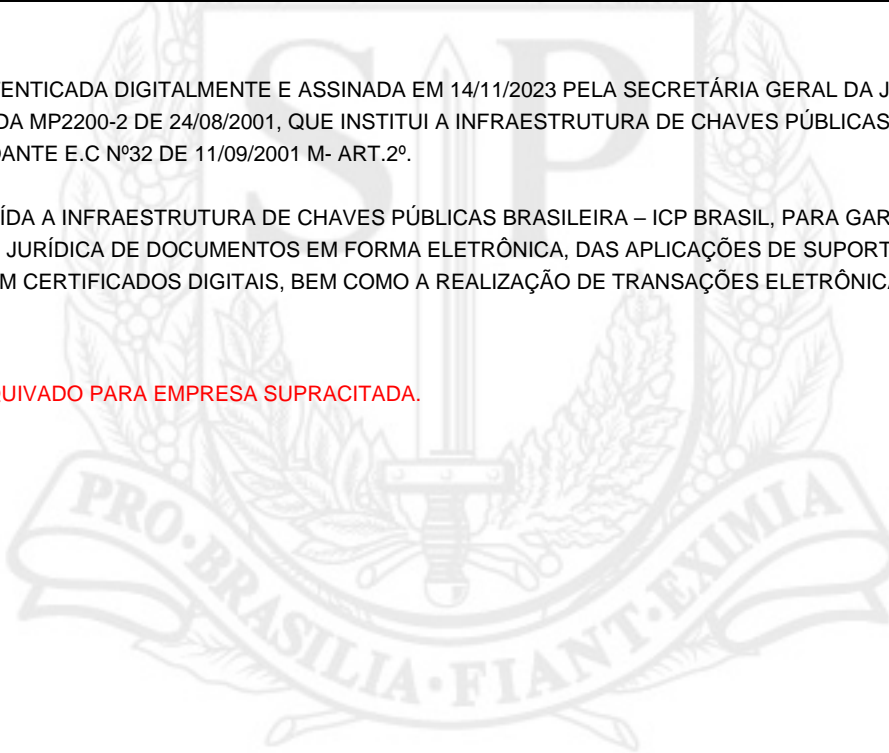 ENTICADA DIGITALMENTE E ASSINADA EM 14/11/2023 PELA SECRETÁRIA GERAL DA J
DA MP2200-2 DE 24/08/2001, QUE INSTITUI A INFRAESTRUTURA DE CHAVES PÚBLICAS
DANTE E.C Nº32 DE 11/09/2001 M- ART.2º.
ÍDA A INFRAESTRUTURA DE CHAVES PÚBLICAS BRASILEIRA – ICP BRASIL, PARA GAR
JURÍDICA DE DOCUMENTOS EM FORMA ELETRÔNICA, DAS APLICAÇÕES DE SUPORT
M CERTIFICADOS DIGITAIS, BEM COMO A REALIZAÇÃO DE TRANSAÇÕES ELETRÔNICA
QUIVADO PARA EMPRESA SUPRACITADA.
SP
PRO·BRASILIA·FIANT·EXIMIA